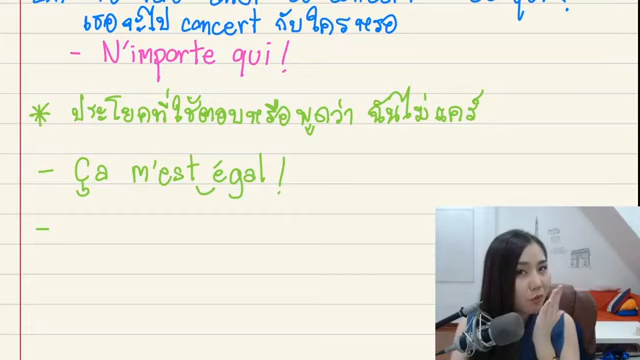 เธอจะไป concert กับใครหรอ
- N'importe qui !
* ประโยคที่ใช้ตอบหรือพูดว่า ฉันไม่แคร์
- Ça m'est égal !
-